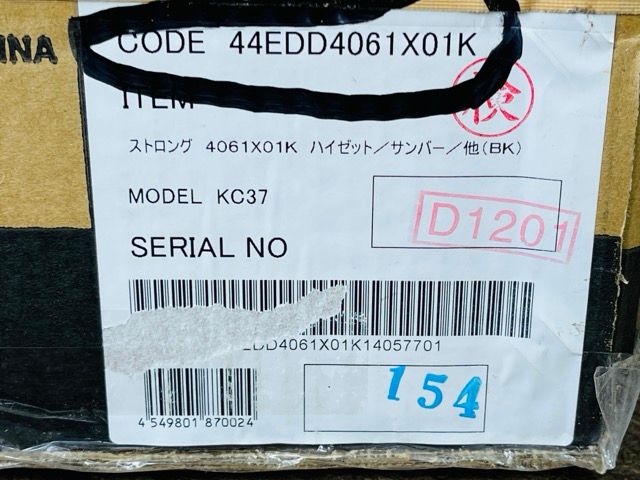 INA
CODE 44EDD4061X01K
ITEM
検
ストロング 4061X01K ハイゼット／サンバー／他（BK）
MODEL KC37
D1201
SERIAL NO
EDD4061X01K14057701
154
4 549801 870024